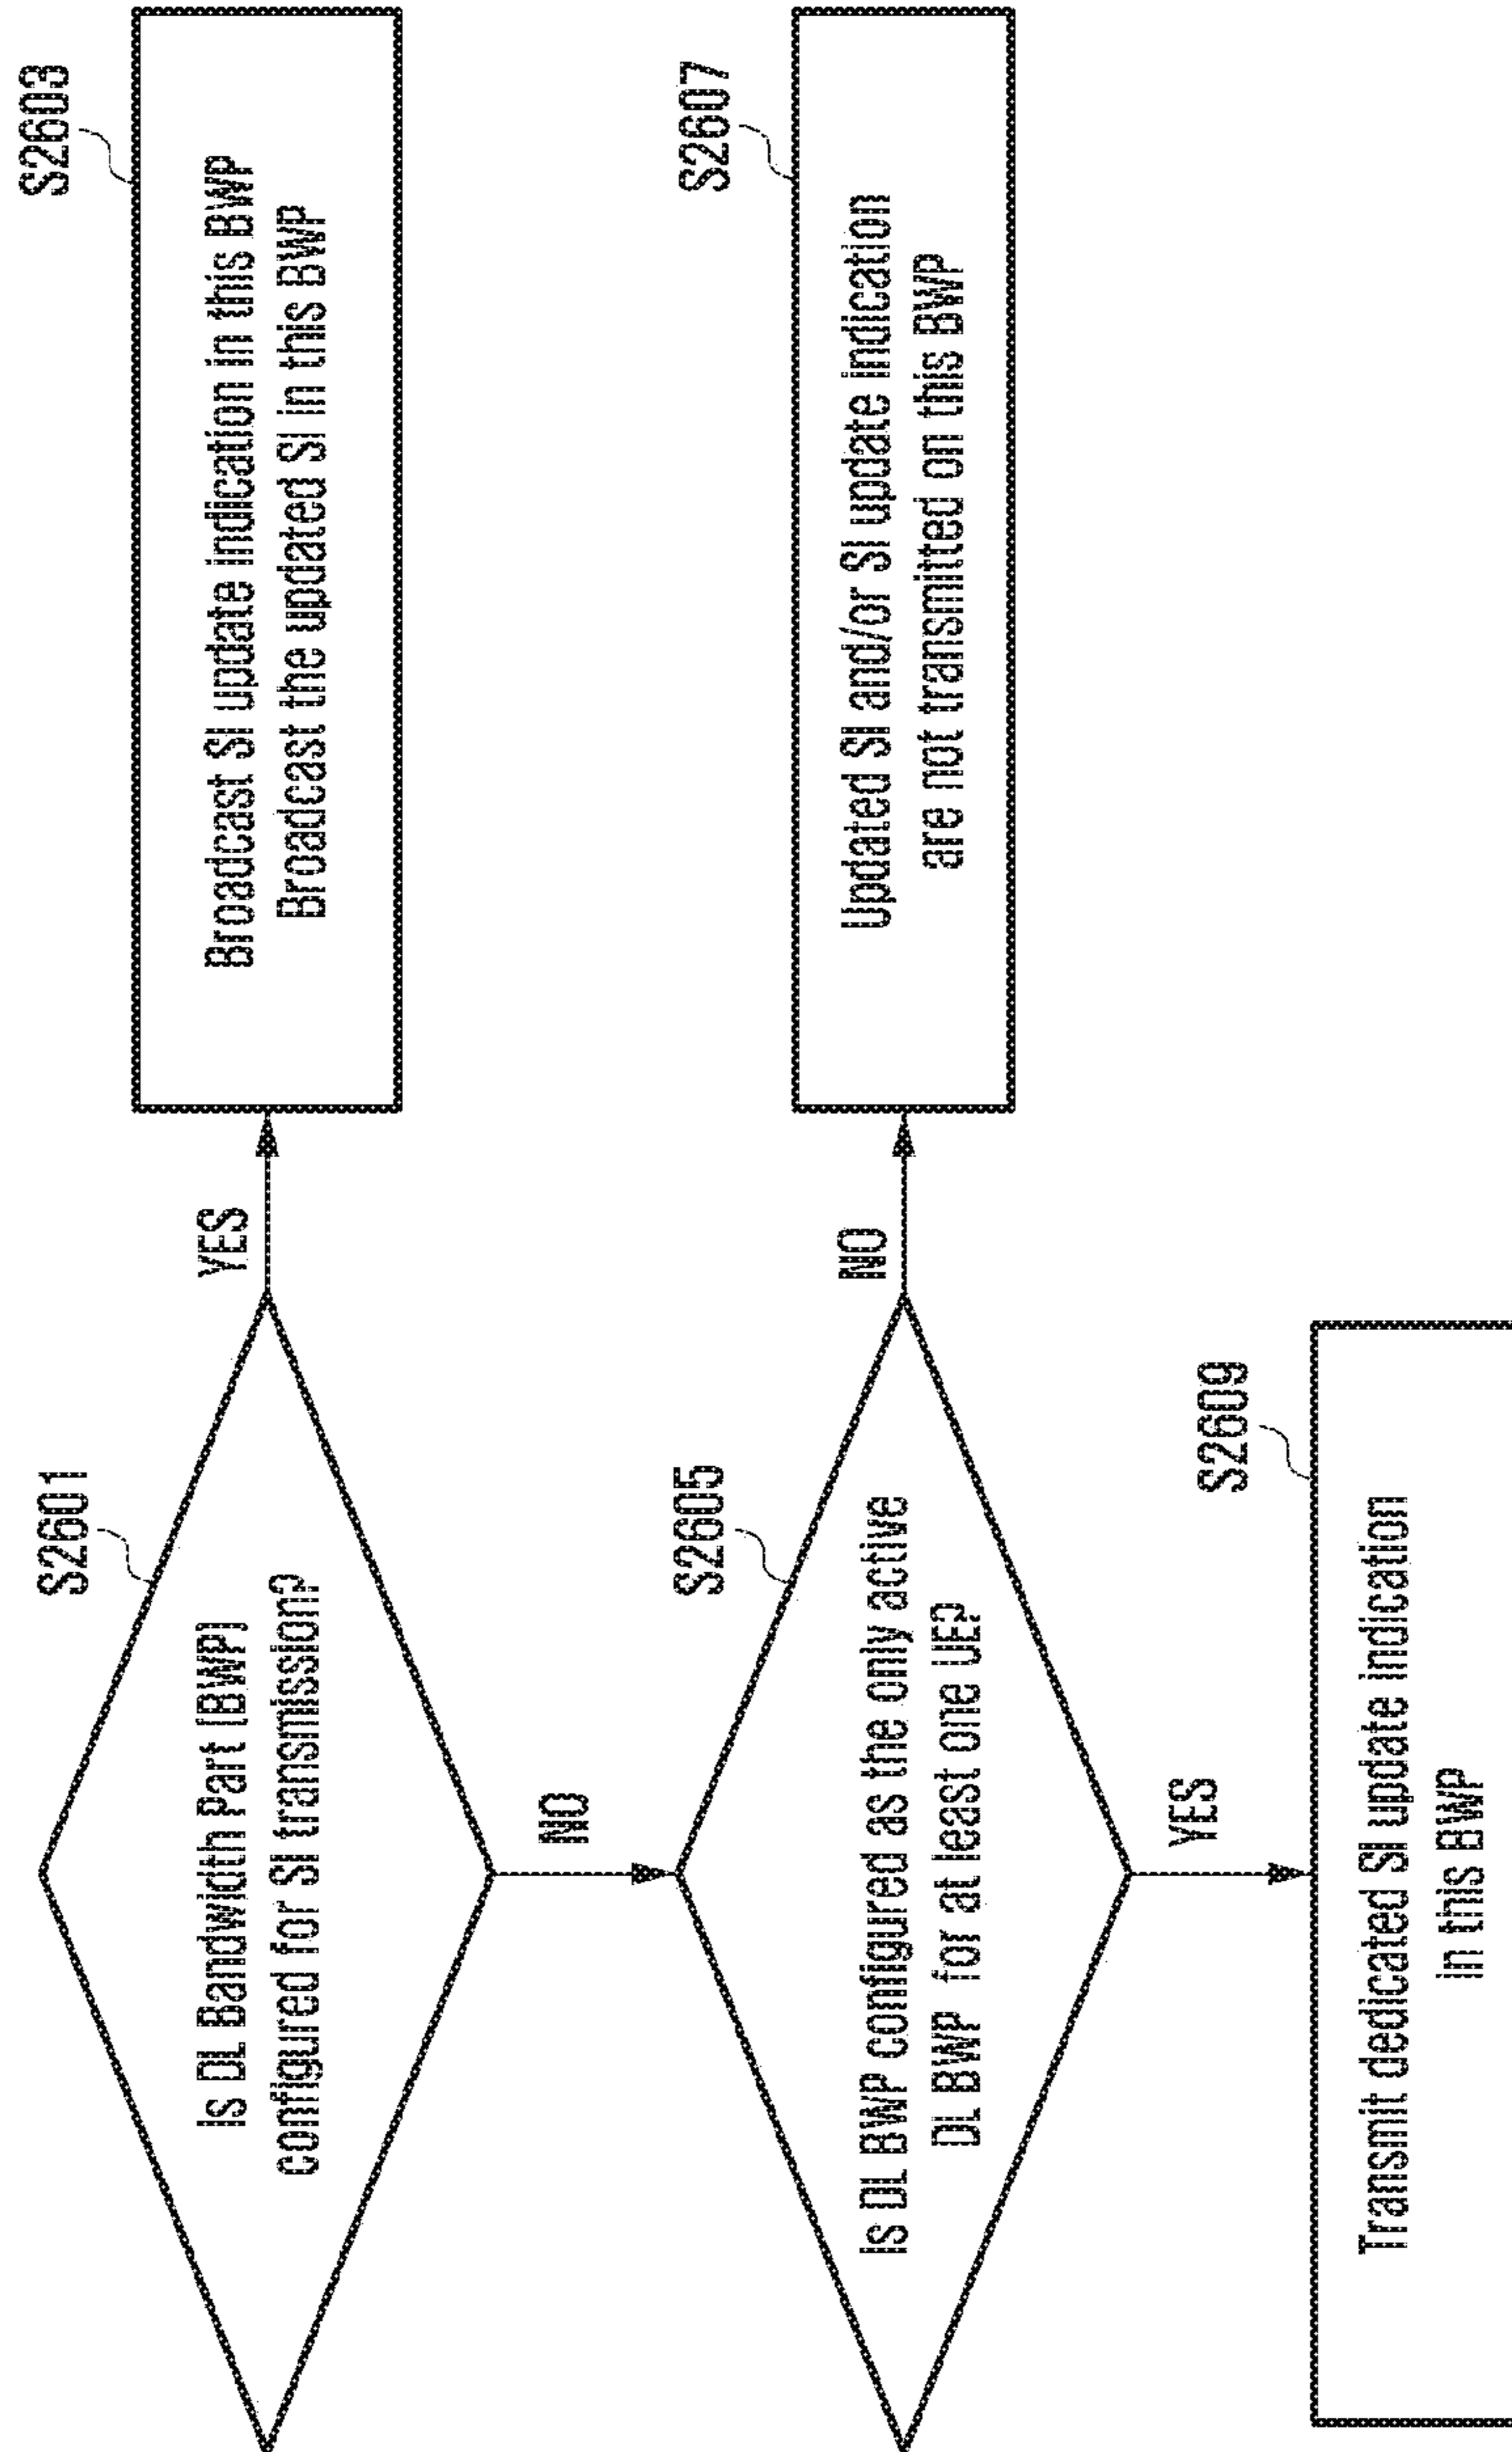 S2601
Is DL Bandwidth Part (BWP)
configured for SI transmission?
YES
S2603
Broadcast SI update indication in this BWP
Broadcast the updated SI in this BWP
NO
S2605
Is DL BWP configured as the only active
DL BWP for at least one UE?
NO
S2607
Updated SI and/or SI update indication
are not transmitted on this BWP
YES
S2609
Transmit dedicated SI update indication
in this BWP